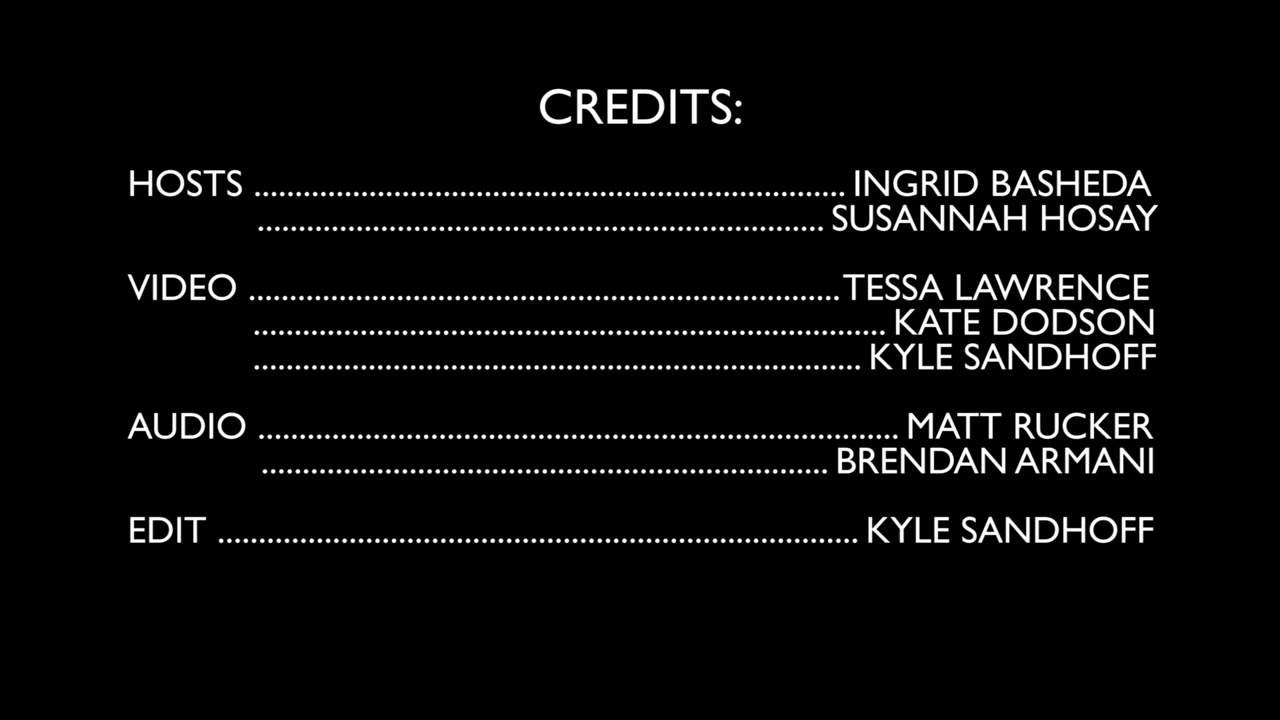 CREDITS:
HOSTS ........................................................................ INGRID BASHEDA
..................................................................... SUSANNAH HOSAY
VIDEO ........................................................................ TESSA LAWRENCE
............................................................................. KATE DODSON
.......................................................................... KYLE SANDHOFF
AUDIO .............................................................................. MATT RUCKER
..................................................................... BRENDAN ARMANI
EDIT .............................................................................. KYLE SANDHOFF